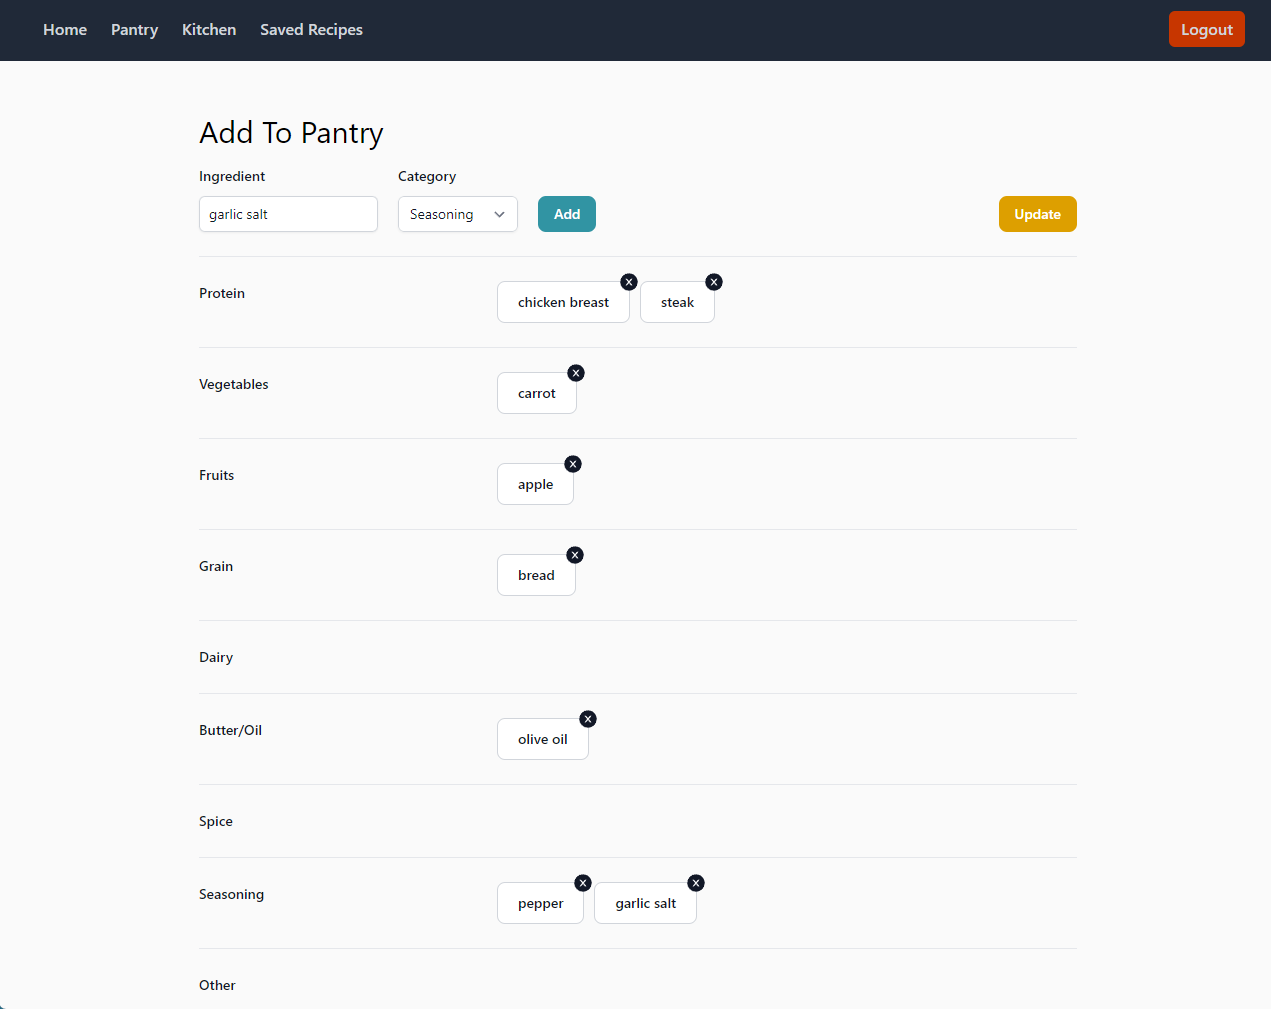 Home Pantry Kitchen Saved Recipes Logout
Add To Pantry
Ingredient Category
garlic salt Seasoning Add Update
Protein chicken breast X steak X
Vegetables carrot X
Fruits apple X
Grain bread X
Dairy
Butter/Oil olive oil X
Spice
Seasoning pepper X garlic salt X
Other